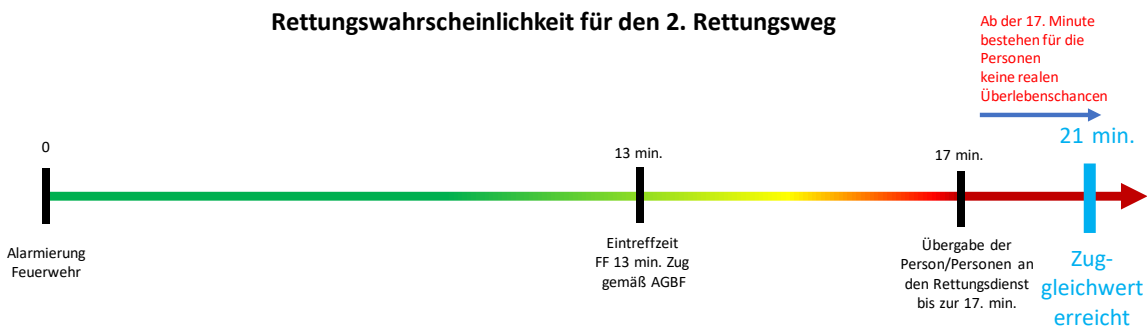 Rettungswahrscheinlichkeit für den 2. Rettungsweg
Ab der 17. Minute
bestehen für die
Personen
keine realen
Überlebenschancen
0
13 min.
17 min.
21 min.
Alarmierung
Feuerwehr
Eintreffzeit
FF 13 min. Zug
gemäß AGBF
Übergabe der
Person/Personen an
den Rettungsdienst
bis zur 17. min.
Zug-
gleichwert
erreicht